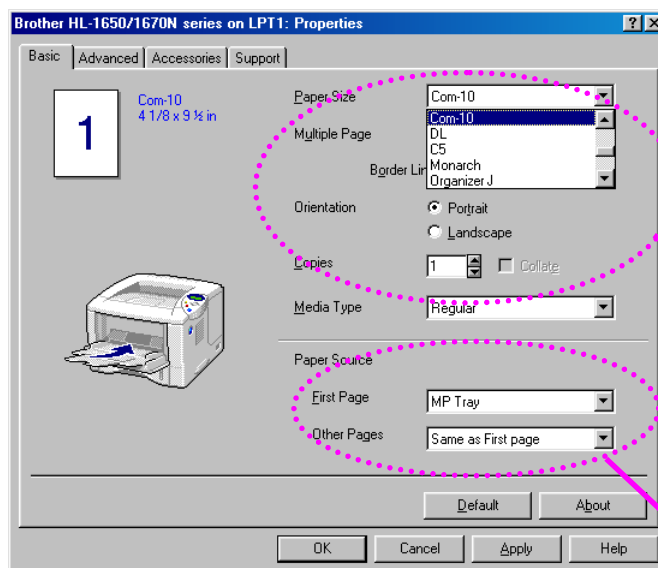 Brother HL-1650/1670N series on LPT1: Properties
Basic Advanced Accessories Support
1
Com-10
4 1/8 x 9 ½ in
Paper Size Com-10
Com-10
DL
C5
Monarch
Organizer J
Multiple Page
Border Lin
Orientation Portrait
Landscape
Copies 1 Collate
Media Type Regular
Paper Source
First Page MP Tray
Other Pages Same as First page
Default About
OK Cancel Apply Help